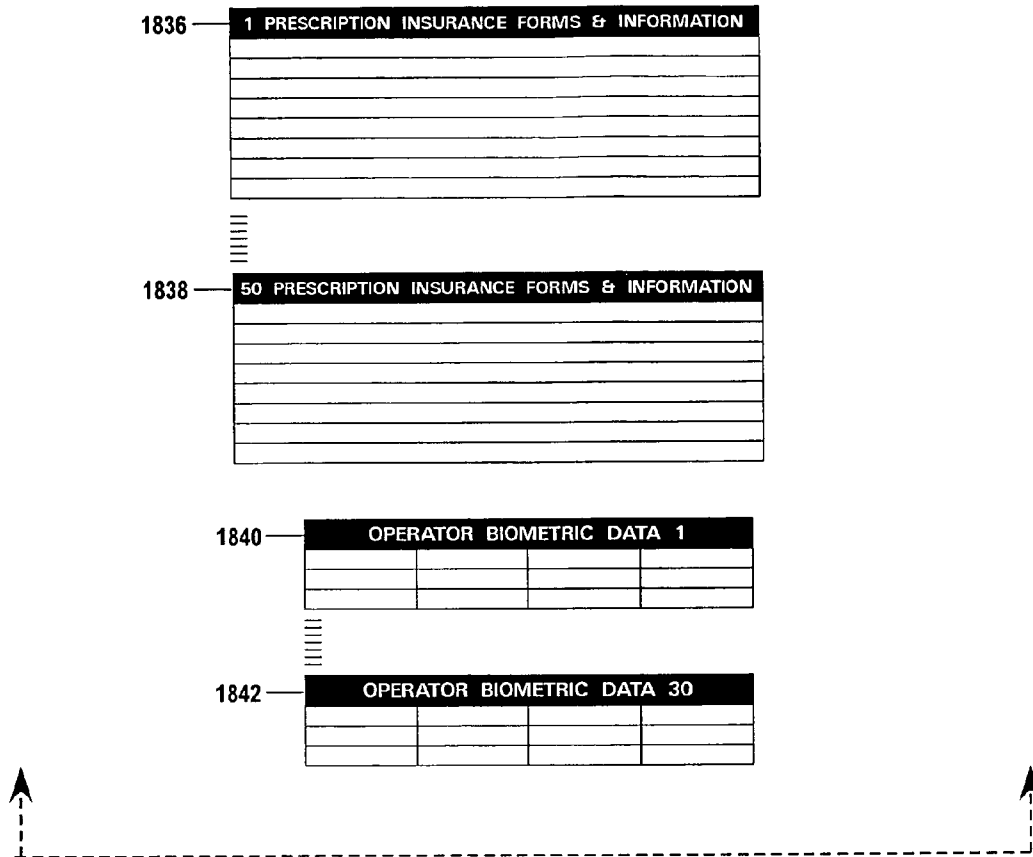 1836 1 PRESCRIPTION INSURANCE FORMS & INFORMATION
1838 50 PRESCRIPTION INSURANCE FORMS & INFORMATION
1840 OPERATOR BIOMETRIC DATA 1
1842 OPERATOR BIOMETRIC DATA 30